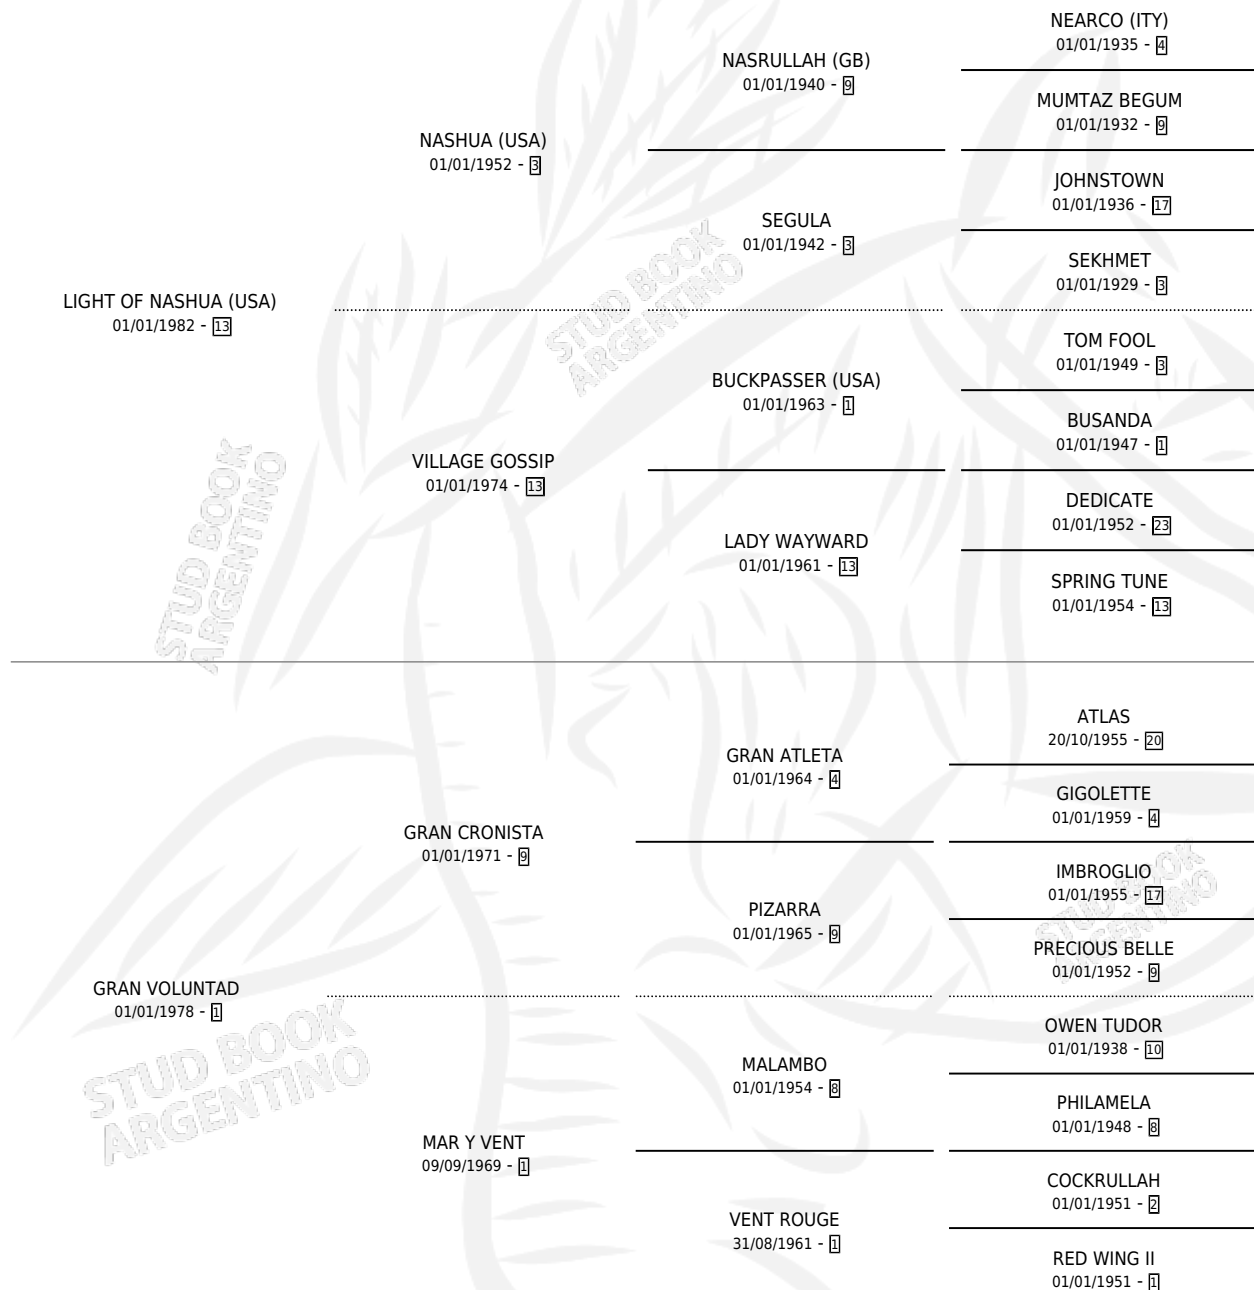 NEARCO (ITY)
01/01/1935 - 4
NASRULLAH (GB)
01/01/1940 - 9
MUMTAZ BEGUM
01/01/1932 - 9
NASHUA (USA)
01/01/1952 - 3
JOHNSTOWN
01/01/1936 - 17
SEGULA
01/01/1942 - 3
SEKHMET
01/01/1929 - 3
LIGHT OF NASHUA (USA)
01/01/1982 - 13
STUD BOOK
ARGENTINO
TOM FOOL
01/01/1949 - 3
BUCKPASSER (USA)
01/01/1963 - 1
BUSANDA
01/01/1947 - 1
VILLAGE GOSSIP
01/01/1974 - 13
DEDICATE
01/01/1952 - 23
LADY WAYWARD
01/01/1961 - 13
SPRING TUNE
01/01/1954 - 13
STUD BOOK
ARGENTINO
ATLAS
20/10/1955 - 20
GRAN ATLETA
01/01/1964 - 4
GIGOLETTE
01/01/1959 - 4
GRAN CRONISTA
01/01/1971 - 9
IMBROGLIO
01/01/1955 - 17
PIZARRA
01/01/1965 - 9
STUD BOOK
ARGENTINO
PRECIOUS BELLE
01/01/1952 - 9
GRAN VOLUNTAD
01/01/1978 - 1
STUD BOOK
ARGENTINO
OWEN TUDOR
01/01/1938 - 10
MALAMBO
01/01/1954 - 8
PHILAMELA
01/01/1948 - 8
MAR Y VENT
09/09/1969 - 1
COCKRULLAH
01/01/1951 - 2
VENT ROUGE
31/08/1961 - 1
RED WING II
01/01/1951 - 1